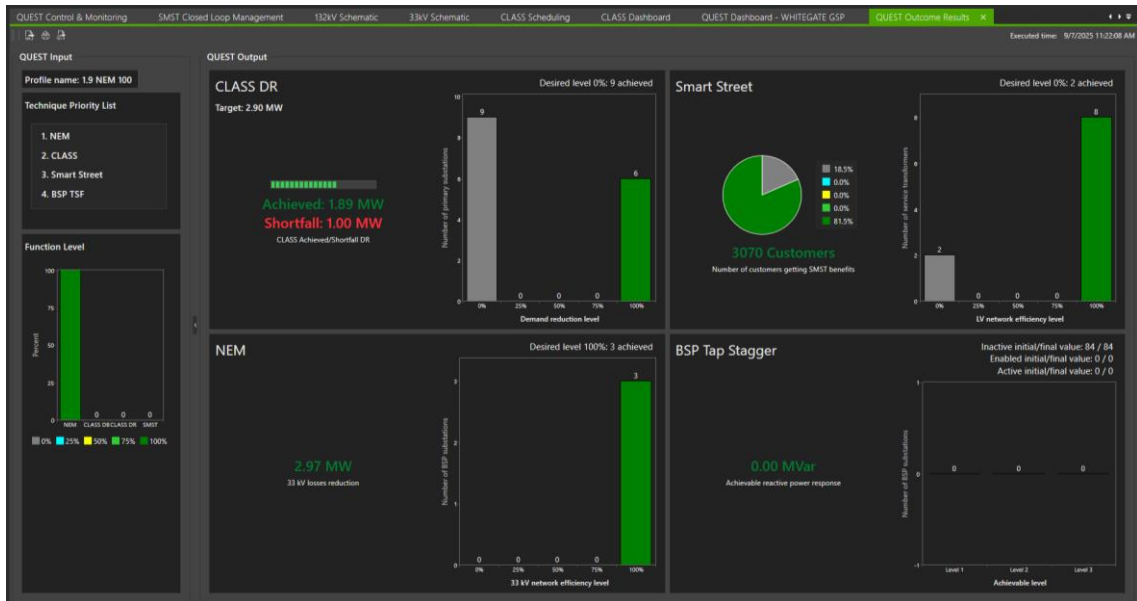 QUEST Control & Monitoring
SMST Closed Loop Management
132kV Schematic
33kV Schematic
CLASS Scheduling
CLASS Dashboard
QUEST Dashboard - WHITEGATE GSP
QUEST Outcome Results
Executed time: 9/7/2025 11:22:08 AM
QUEST Input
Profile name: 1.9 NEM 100
Technique Priority List
1. NEM
2. CLASS
3. Smart Street
4. BSP TSF
Function Level
Percent
100
75
50
25
0
0 0 0
NEM CLASS DBCLASS DR SMST
0% 25% 50% 75% 100%
QUEST Output
CLASS DR
Target: 2.90 MW
Desired level 0%: 9 achieved
Achieved: 1.89 MW
Shortfall: 1.00 MW
CLASS Achieved/Shortfall DR
Number of primary substations
10
8
6
4
2
0
9 0 0 0 6
0% 25% 50% 75% 100%
Demand reduction level
Smart Street
Desired level 0%: 2 achieved
18.5%
0.0%
0.0%
0.0%
81.5%
3070 Customers
Number of customers getting SMST benefits
Number of service transformers
8
6
4
2
0
2 0 0 0 8
0% 25% 50% 75% 100%
LV network efficiency level
NEM
Desired level 100%: 3 achieved
2.97 MW
33 kV losses reduction
Number of BSP substations
3
2
1
0
0 0 0 0 3
0% 25% 50% 75% 100%
33 kV network efficiency level
BSP Tap Stagger
Inactive initial/final value: 84 / 84
Enabled initial/final value: 0 / 0
Active initial/final value: 0 / 0
0.00 MVar
Achievable reactive power response
Number of BSP substations
1
0
-1
0 0 0
Level 1 Level 2 Level 3
Achievable level